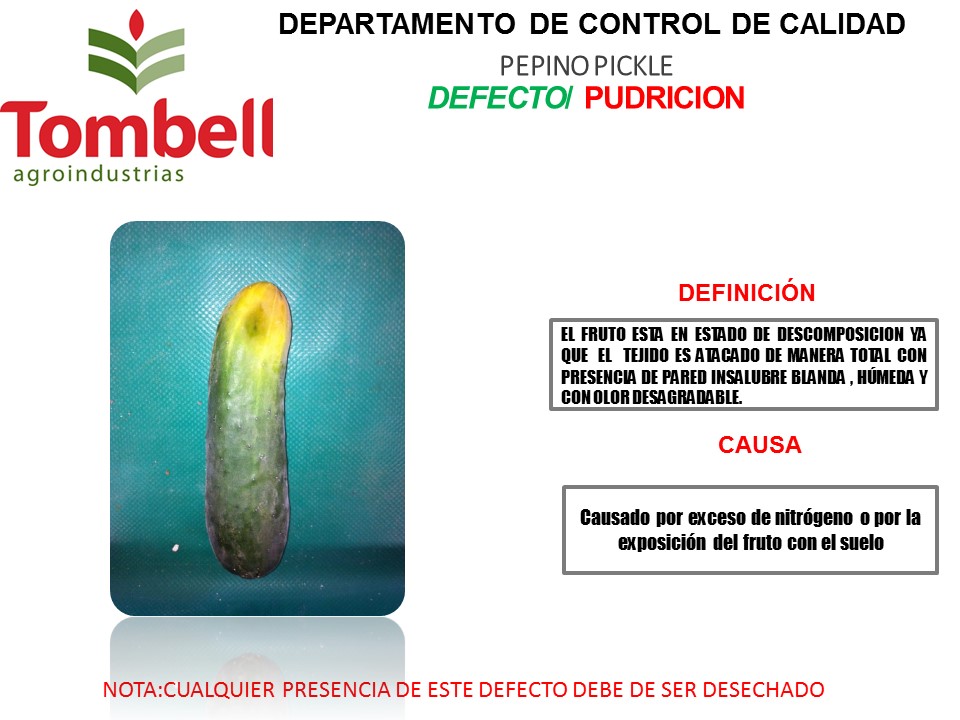 DEPARTAMENTO DE CONTROL DE CALIDAD
PEPINO PICKLE
DEFECTO/ PUDRICION
Tombell
agroindustrias
DEFINICIÓN
EL FRUTO ESTA EN ESTADO DE DESCOMPOSICION YA
QUE EL TEJIDO ES ATACADO DE MANERA TOTAL CON
PRESENCIA DE PARED INSALUBRE BLANDA , HÚMEDA Y
CON OLOR DESAGRADABLE.
CAUSA
Causado por exceso de nitrógeno o por la
exposición del fruto con el suelo
NOTA:CUALQUIER PRESENCIA DE ESTE DEFECTO DEBE DE SER DESECHADO